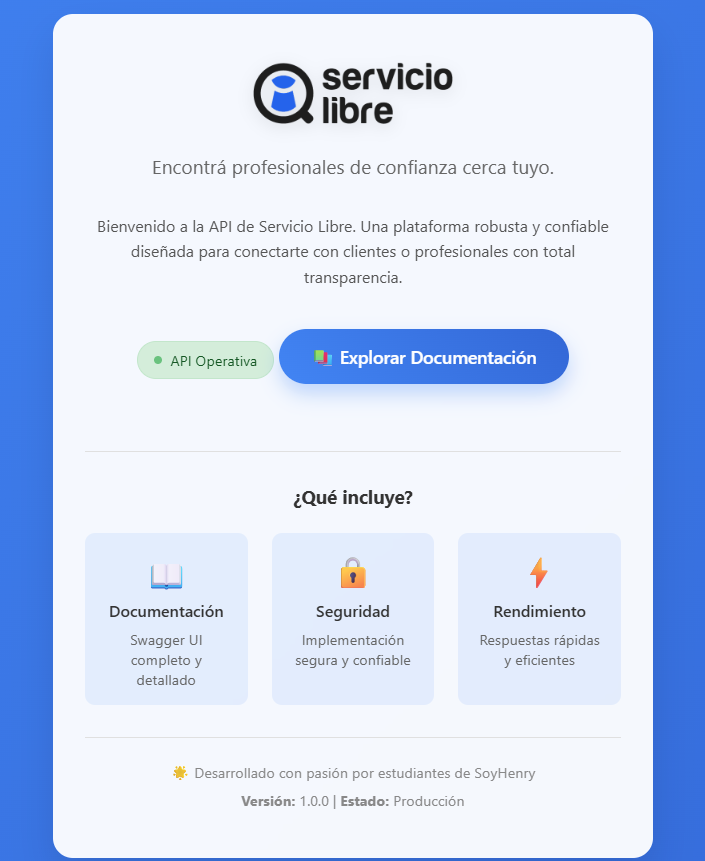 servicio
libre
Encontrá profesionales de confianza cerca tuyo.
Bienvenido a la API de Servicio Libre. Una plataforma robusta y confiable
diseñada para conectarte con clientes o profesionales con total
transparencia.
API Operativa
Explorar Documentación
¿Qué incluye?
Documentación
Swagger UI
completo y
detallado
Seguridad
Implementación
segura y confiable
Rendimiento
Respuestas rápidas
y eficientes
Desarrollado con pasión por estudiantes de SoyHenry
Versión: 1.0.0 | Estado: Producción